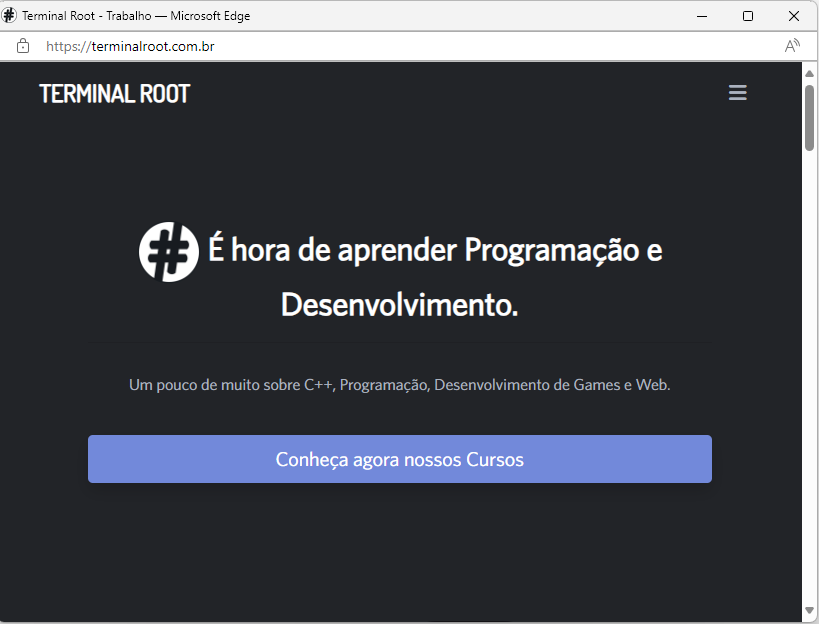 Terminal Root - Trabalho — Microsoft Edge
https://terminalroot.com.br
TERMINAL ROOT
# É hora de aprender Programação e
Desenvolvimento.
Um pouco de muito sobre C++, Programação, Desenvolvimento de Games e Web.
Conheça agora nossos Cursos